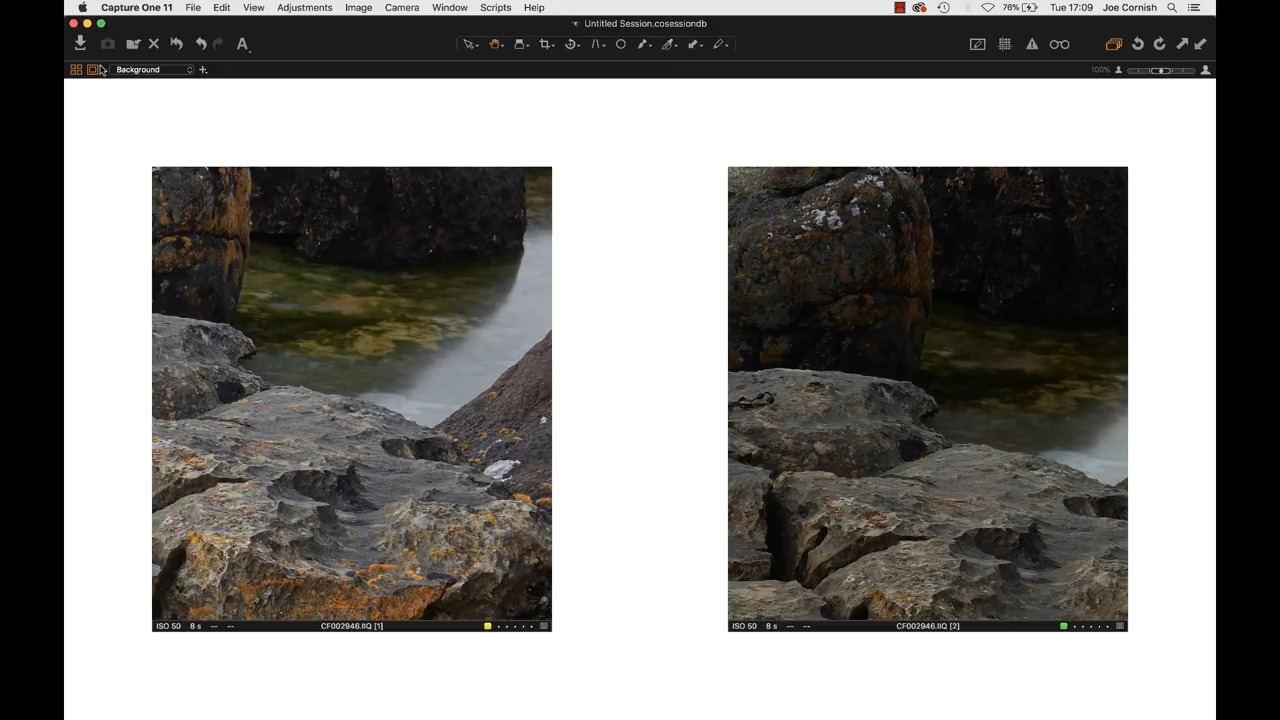 Capture One 11 File Edit View Adjustments Image Camera Window Scripts Help 76% Tue 17:09 Joe Cornish
Untitled Session.cosessiondb
A
Background 100%
ISO 50 8 s -- -- CF002946.IIQ [1]
ISO 50 8 s -- -- CF002946.IIQ [2]